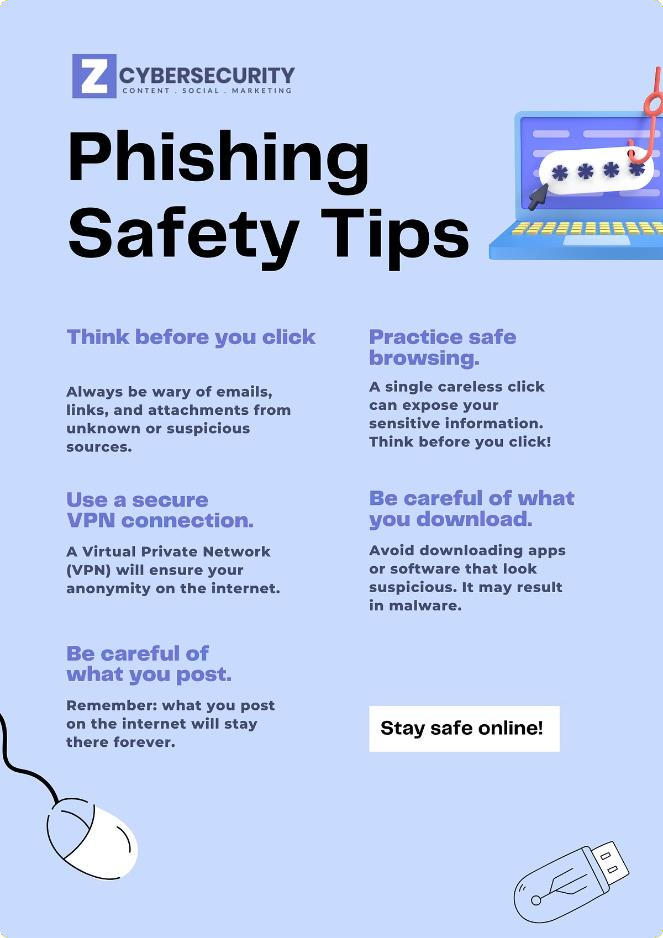 Z CYBERSECURITY
CONTENT . SOCIAL . MARKETING
Phishing
Safety Tips
****
Think before you click
Always be wary of emails,
links, and attachments from
unknown or suspicious
sources.
Practice safe
browsing.
A single careless click
can expose your
sensitive information.
Think before you click!
Use a secure
VPN connection.
A Virtual Private Network
(VPN) will ensure your
anonymity on the internet.
Be careful of what
you download.
Avoid downloading apps
or software that look
suspicious. It may result
in malware.
Be careful of
what you post.
Remember: what you post
on the internet will stay
there forever.
Stay safe online!